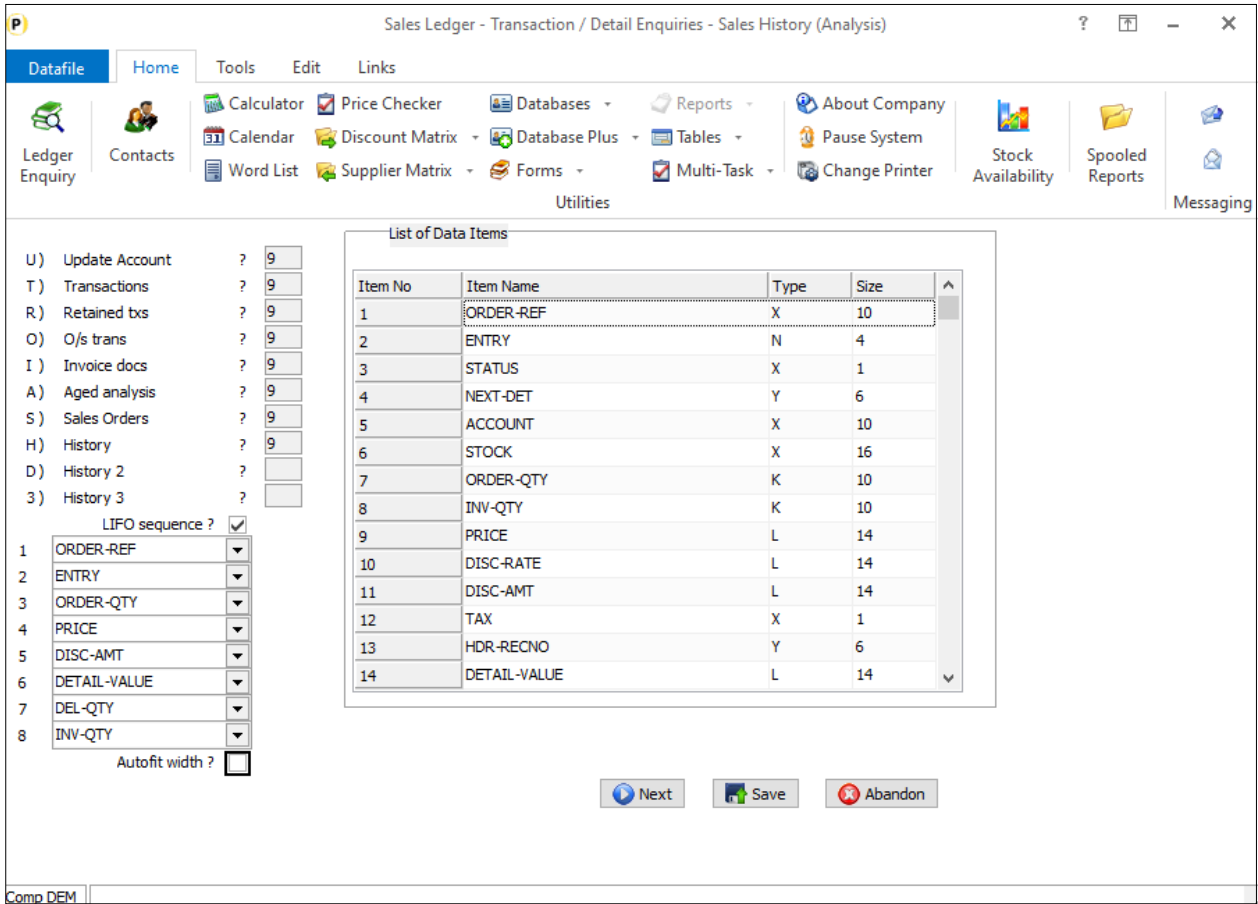 P
Sales Ledger - Transaction / Detail Enquiries - Sales History (Analysis)
?
Datafile Home Tools Edit Links
Calculator Price Checker Databases Reports About Company
Calendar Discount Matrix Database Plus Tables Pause System
Word List Supplier Matrix Forms Multi-Task Change Printer
Ledger Enquiry
Contacts
Stock Availability
Spooled Reports
Utilities
Messaging
List of Data Items
U) Update Account ? 9
T) Transactions ? 9
R) Retained txs ? 9
O) O/s trans ? 9
I) Invoice docs ? 9
A) Aged analysis ? 9
S) Sales Orders ? 9
H) History ? 9
D) History 2 ?
3) History 3 ?
LIFO sequence ?
1 ORDER-REF
2 ENTRY
3 ORDER-QTY
4 PRICE
5 DISC-AMT
6 DETAIL-VALUE
7 DEL-QTY
8 INV-QTY
Autofit width ?
Item No Item Name Type Size
1 ORDER-REF X 10
2 ENTRY N 4
3 STATUS X 1
4 NEXT-DET Y 6
5 ACCOUNT X 10
6 STOCK X 16
7 ORDER-QTY K 10
8 INV-QTY K 10
9 PRICE L 14
10 DISC-RATE L 14
11 DISC-AMT L 14
12 TAX X 1
13 HDR-RECNO Y 6
14 DETAIL-VALUE L 14
Next Save Abandon
Comp DEM